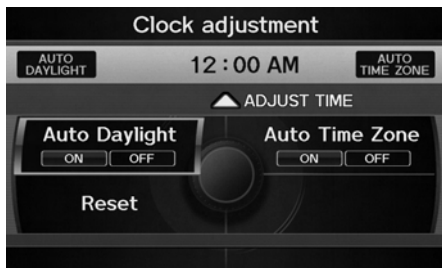 Clock adjustment
AUTO DAYLIGHT 12:00 AM AUTO TIME ZONE
ADJUST TIME
Auto Daylight Auto Time Zone
ON OFF ON OFF
Reset